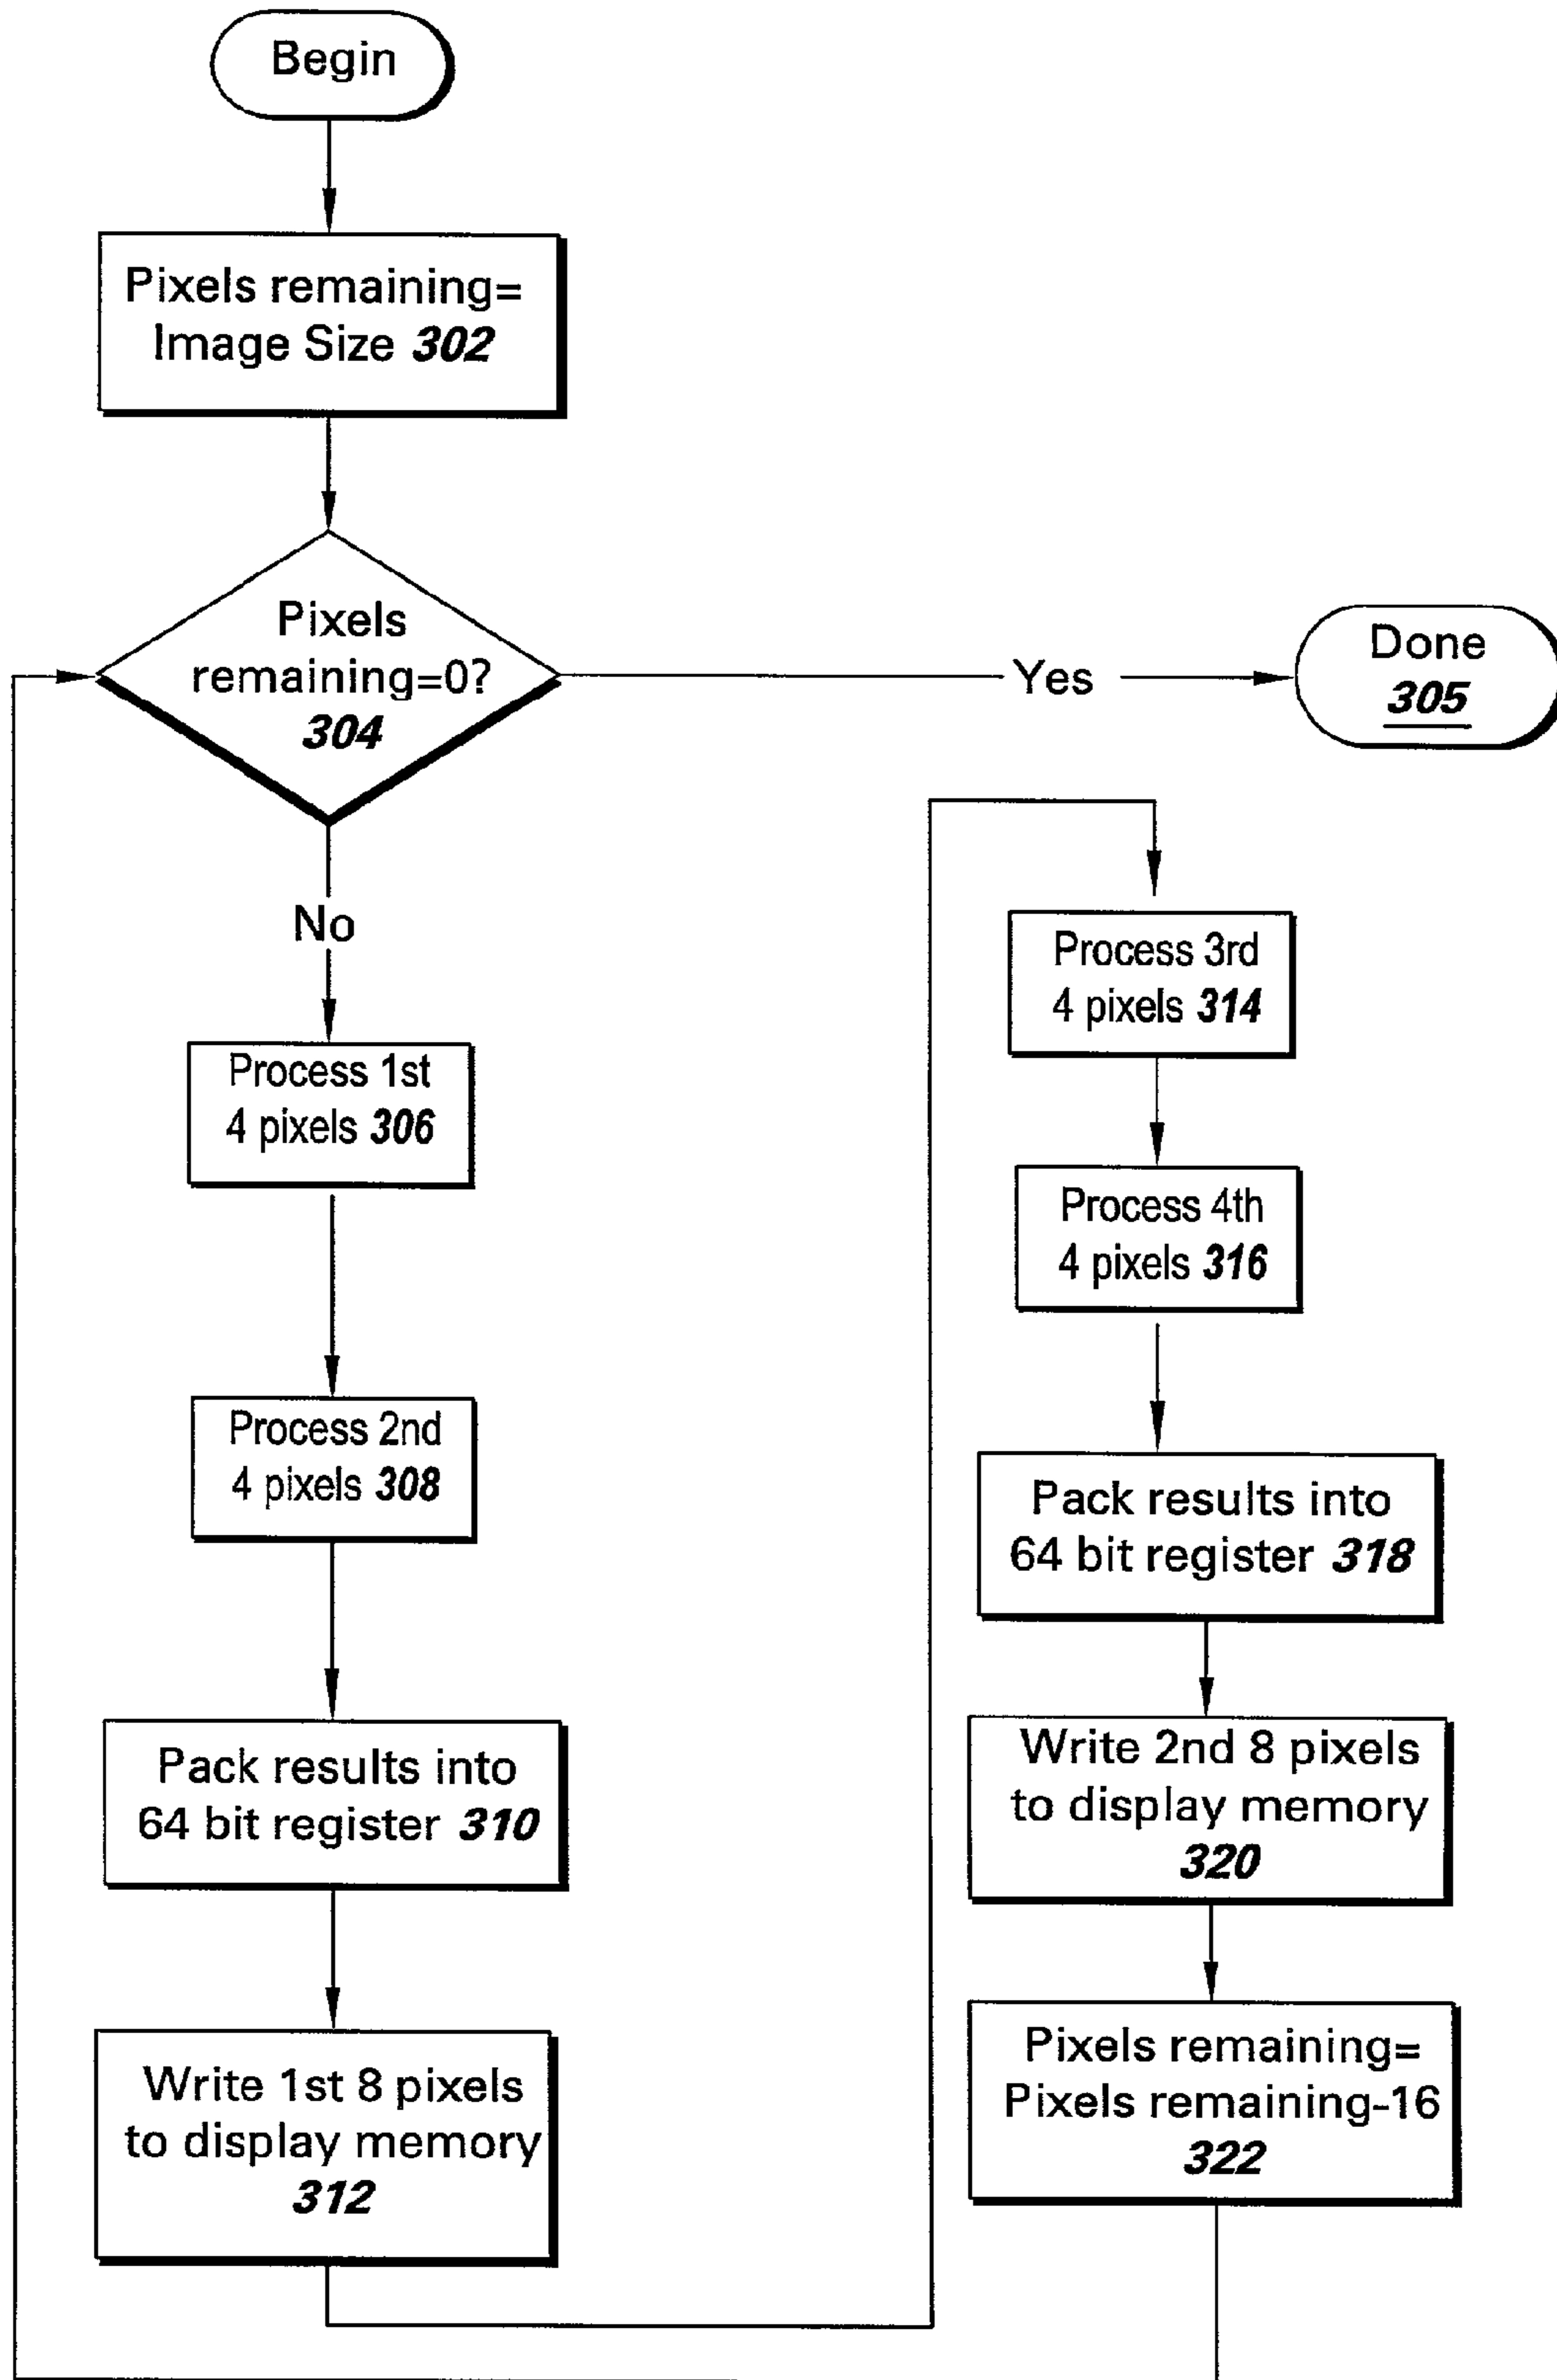 Begin
Pixels remaining=
Image Size 302
Pixels
remaining=0?
304
Yes
Done
305
No
Process 1st
4 pixels 306
Process 2nd
4 pixels 308
Pack results into
64 bit register 310
Write 1st 8 pixels
to display memory
312
Process 3rd
4 pixels 314
Process 4th
4 pixels 316
Pack results into
64 bit register 318
Write 2nd 8 pixels
to display memory
320
Pixels remaining=
Pixels remaining-16
322